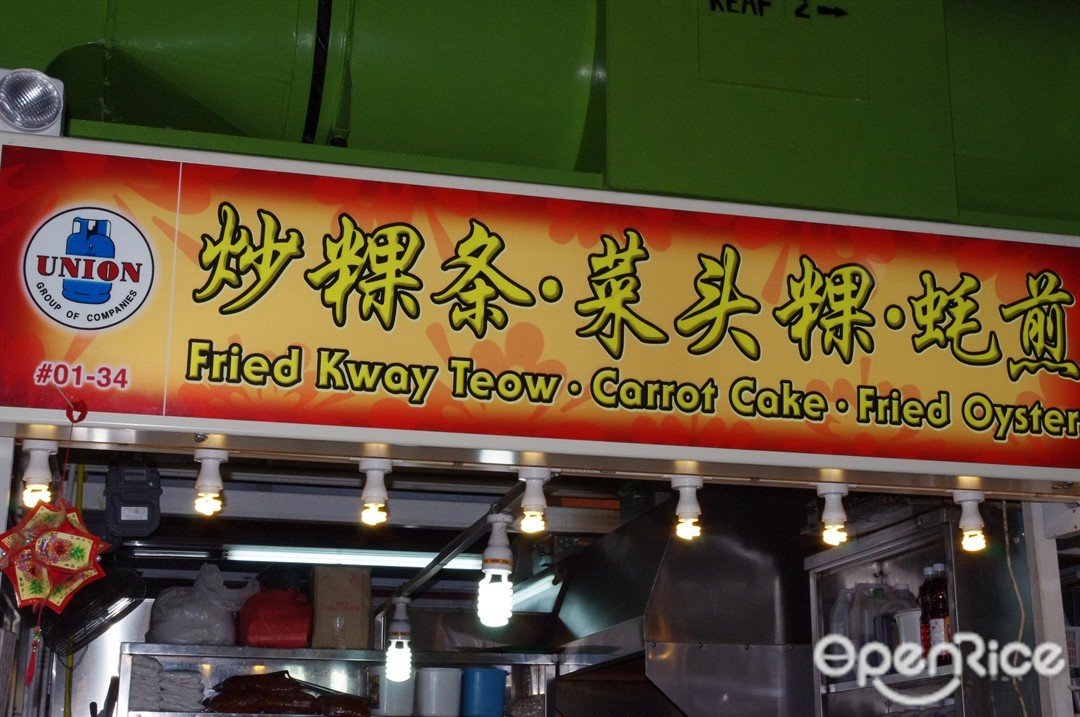 KEAF 2→
UNION
GROUP OF COMPANIES
#01-34
炒粿条·菜头粿·蚝煎
Fried Kway Teow · Carrot Cake · Fried Oyster
OpenRice